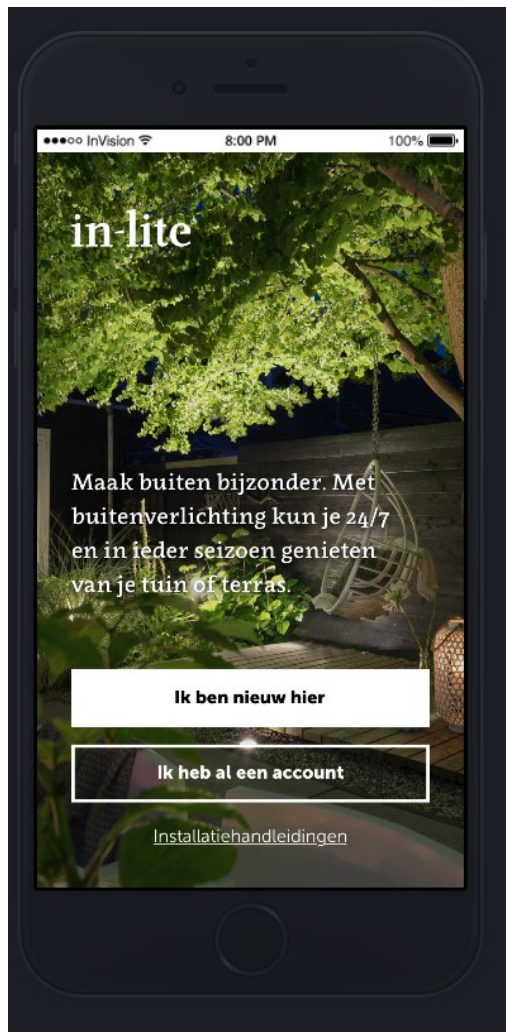 ●●●○○ InVision 8:00 PM 100%
in-lite
Maak buiten bijzonder. Met
buitenverlichting kun je 24/7
en in ieder seizoen genieten
van je tuin of terras.
Ik ben nieuw hier
Ik heb al een account
Installatiehandleidingen